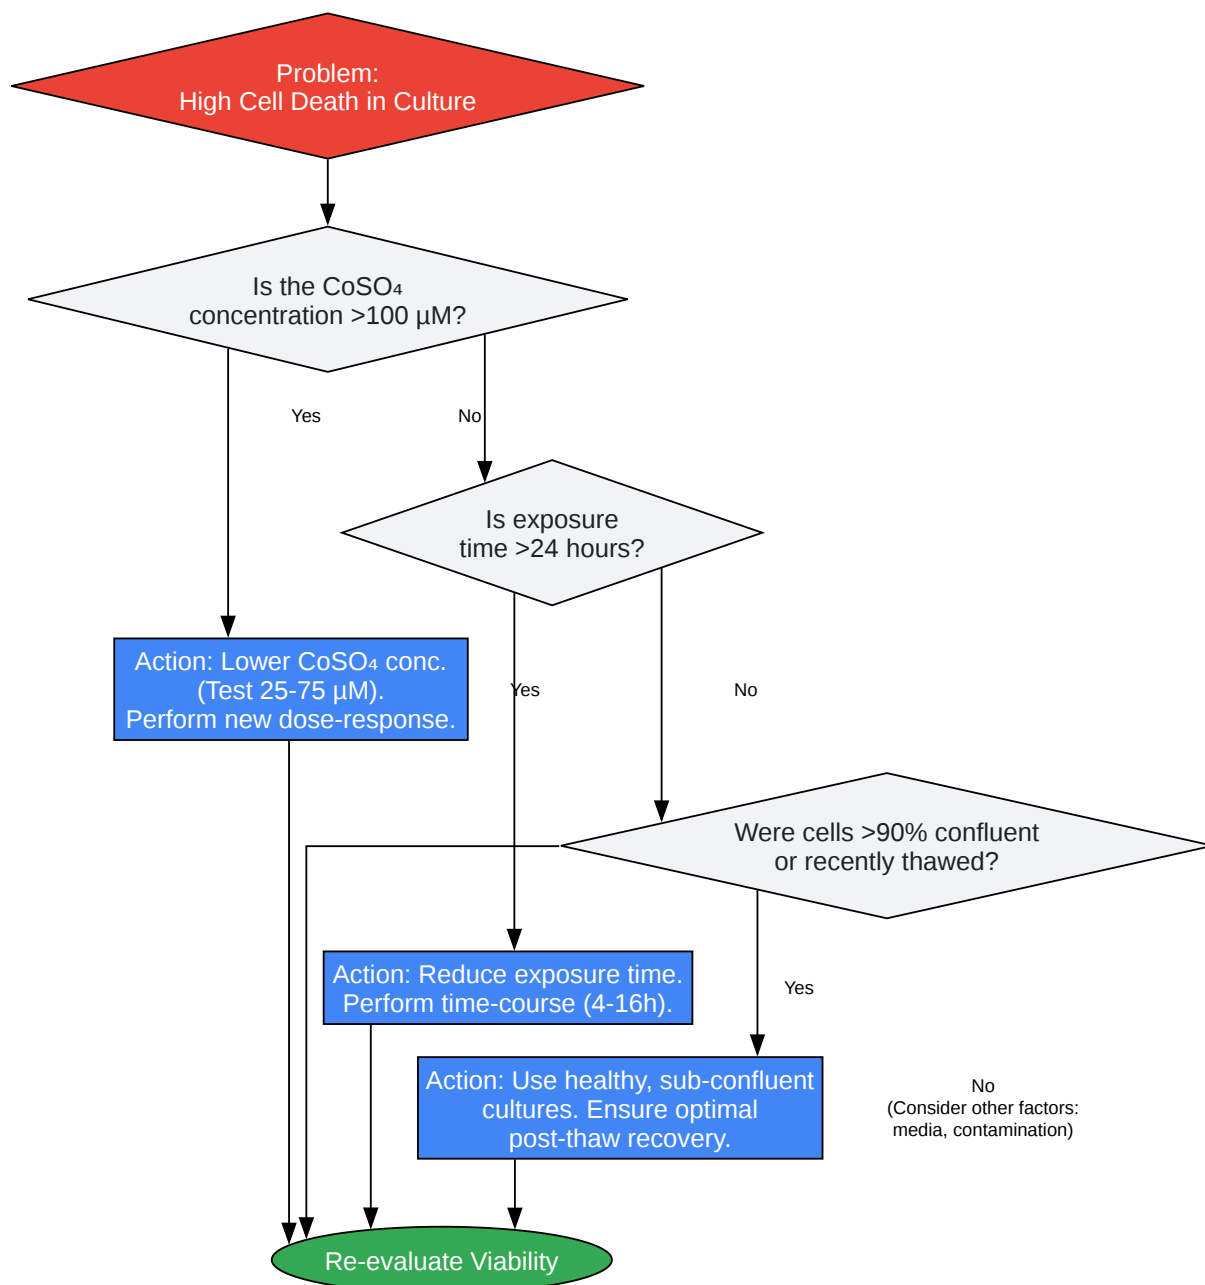 Problem:
High Cell Death in Culture
Is the CoSO₄
concentration >100 µM?
Yes
No
Is exposure
time >24 hours?
Action: Lower CoSO₄ conc.
(Test 25-75 µM).
Perform new dose-response.
Yes
No
Were cells >90% confluent
or recently thawed?
Action: Reduce exposure time.
Perform time-course (4-16h).
Yes
Action: Use healthy, sub-confluent
cultures. Ensure optimal
post-thaw recovery.
No
(Consider other factors:
media, contamination)
Re-evaluate Viability